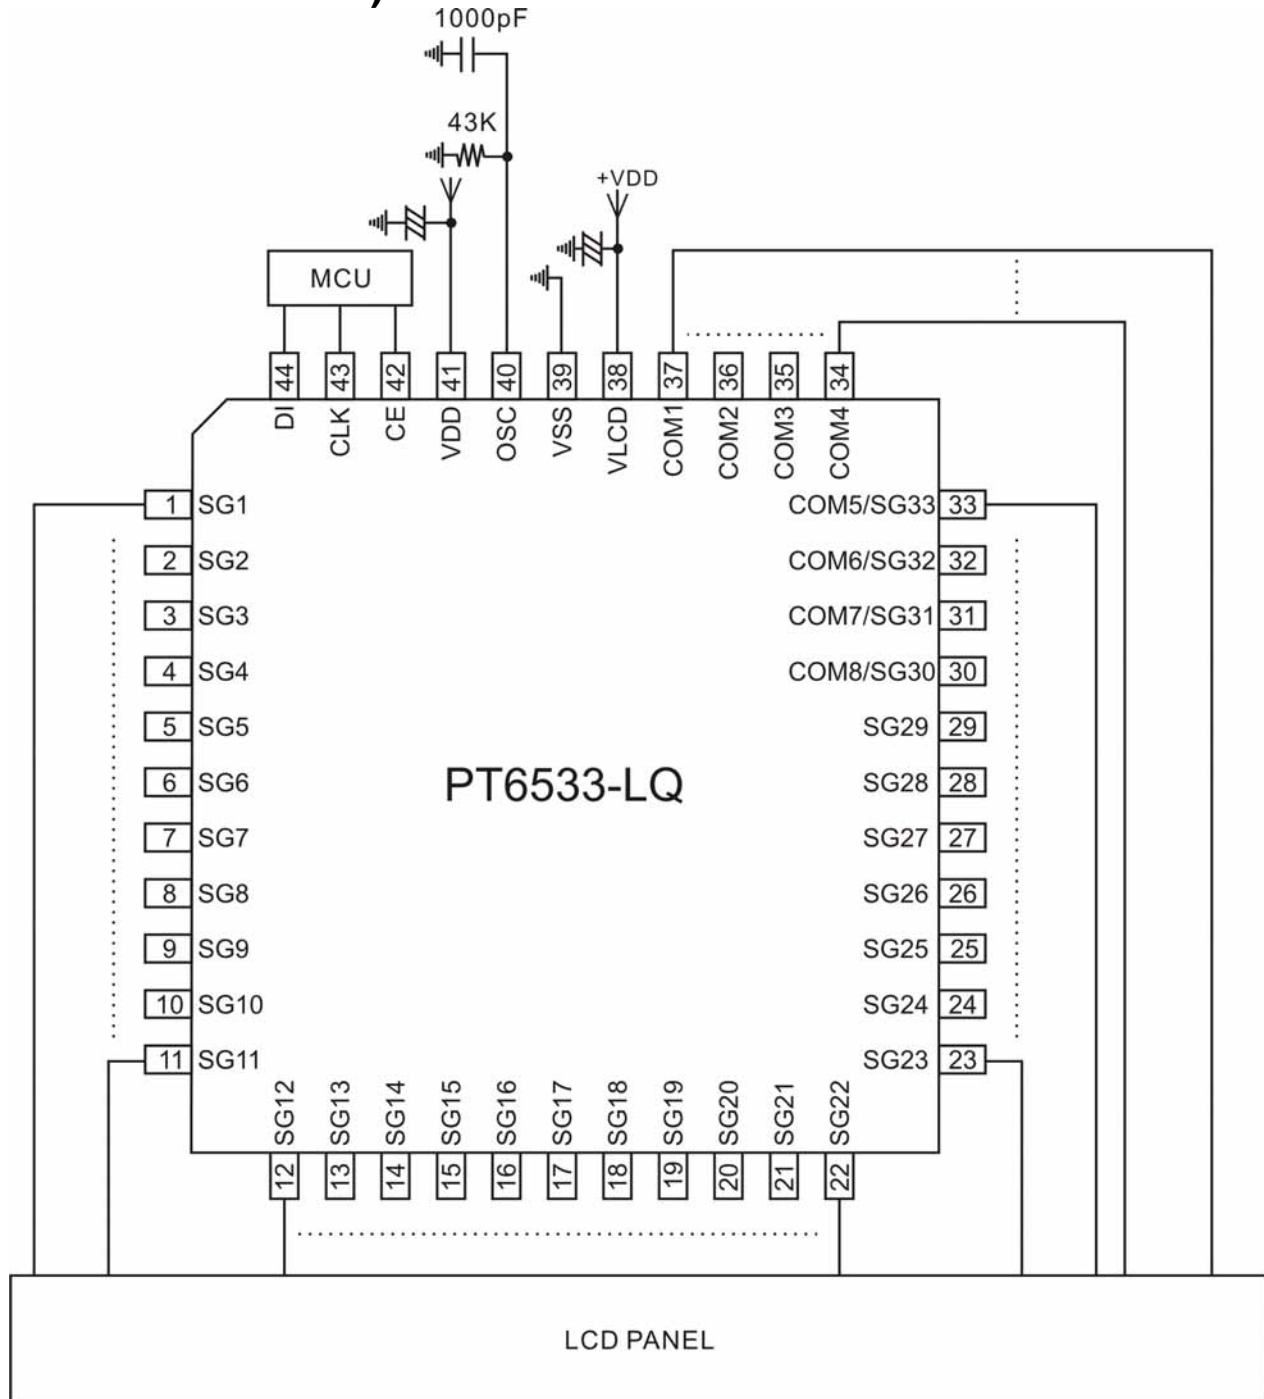 1000pF
43K
+VDD
MCU
44 43 42 41 40 39 38 37 36 35 34
DI CLK CE VDD OSC VSS VLCD COM1 COM2 COM3 COM4
1 SG1 COM5/SG33 33
2 SG2 COM6/SG32 32
3 SG3 COM7/SG31 31
4 SG4 COM8/SG30 30
5 SG5 SG29 29
6 SG6 SG28 28
PT6533-LQ
7 SG7 SG27 27
8 SG8 SG26 26
9 SG9 SG25 25
10 SG10 SG24 24
11 SG11 SG23 23
SG12 SG13 SG14 SG15 SG16 SG17 SG18 SG19 SG20 SG21 SG22
12 13 14 15 16 17 18 19 20 21 22
LCD PANEL